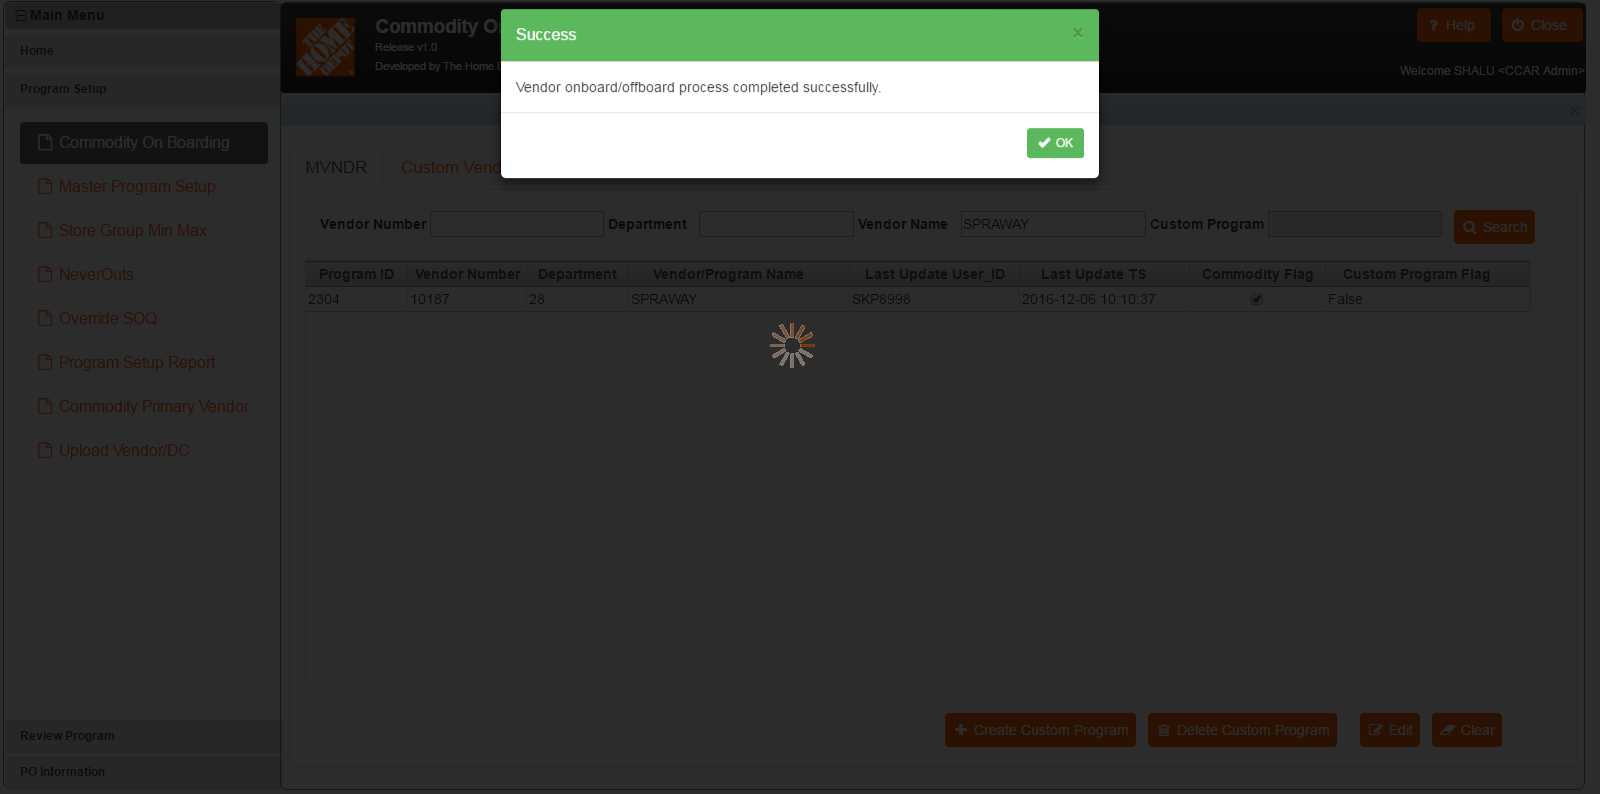 Main Menu
Home
Program Setup
Commodity On Boarding
Master Program Setup
Store Group Min Max
NeverOuts
Override SOQ
Program Setup Report
Commodity Primary Vendor
Upload Vendor/DC
Review Program
PO Information
THE HOME DEPOT
Commodity O
Release v1.0
Developed by The Home
? Help
Close
Welcome SHALU <CCAR Admin>
×
Success
×
Vendor onboard/offboard process completed successfully.
OK
MVNDR Custom Vend
Vendor Number Department Vendor Name SPRAWAY Custom Program Search
Program ID Vendor Number Department Vendor/Program Name Last Update User_ID Last Update TS Commodity Flag Custom Program Flag
2304 10187 28 SPRAWAY SKP8998 2016-12-06 10:10:37 False
Create Custom Program Delete Custom Program Edit Clear